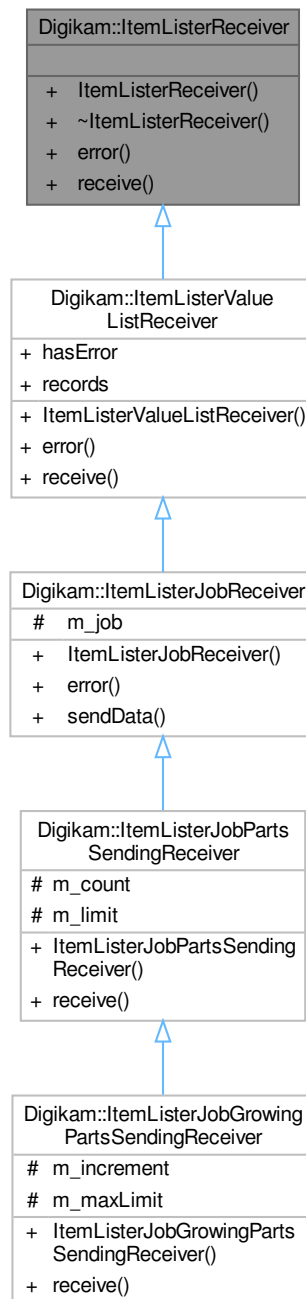 Digikam::ItemListerReceiver
+ ItemListerReceiver()
+ ~ItemListerReceiver()
+ error()
+ receive()
Digikam::ItemListerValue
ListReceiver
+ hasError
+ records
+ ItemListerValueListReceiver()
+ error()
+ receive()
Digikam::ItemListerJobReceiver
# m_job
+ ItemListerJobReceiver()
+ error()
+ sendData()
Digikam::ItemListerJobParts
SendingReceiver
# m_count
# m_limit
+ ItemListerJobPartsSending
Receiver()
+ receive()
Digikam::ItemListerJobGrowing
PartsSendingReceiver
# m_increment
# m_maxLimit
+ ItemListerJobGrowingParts
SendingReceiver()
+ receive()